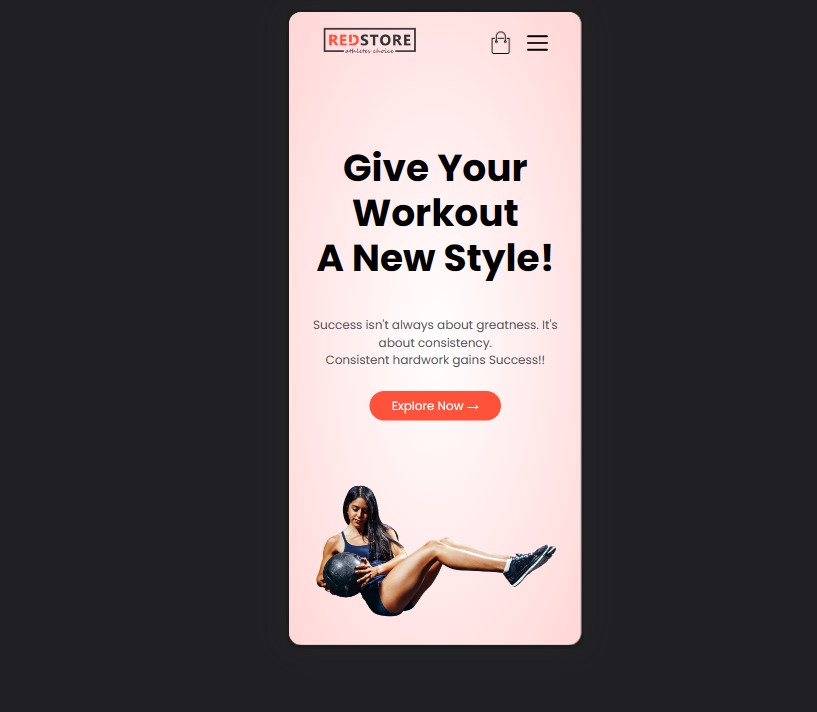 REDSTORE
athletes choice
Give Your
Workout
A New Style!
Success isn't always about greatness. It's
about consistency.
Consistent hardwork gains Success!!
Explore Now →